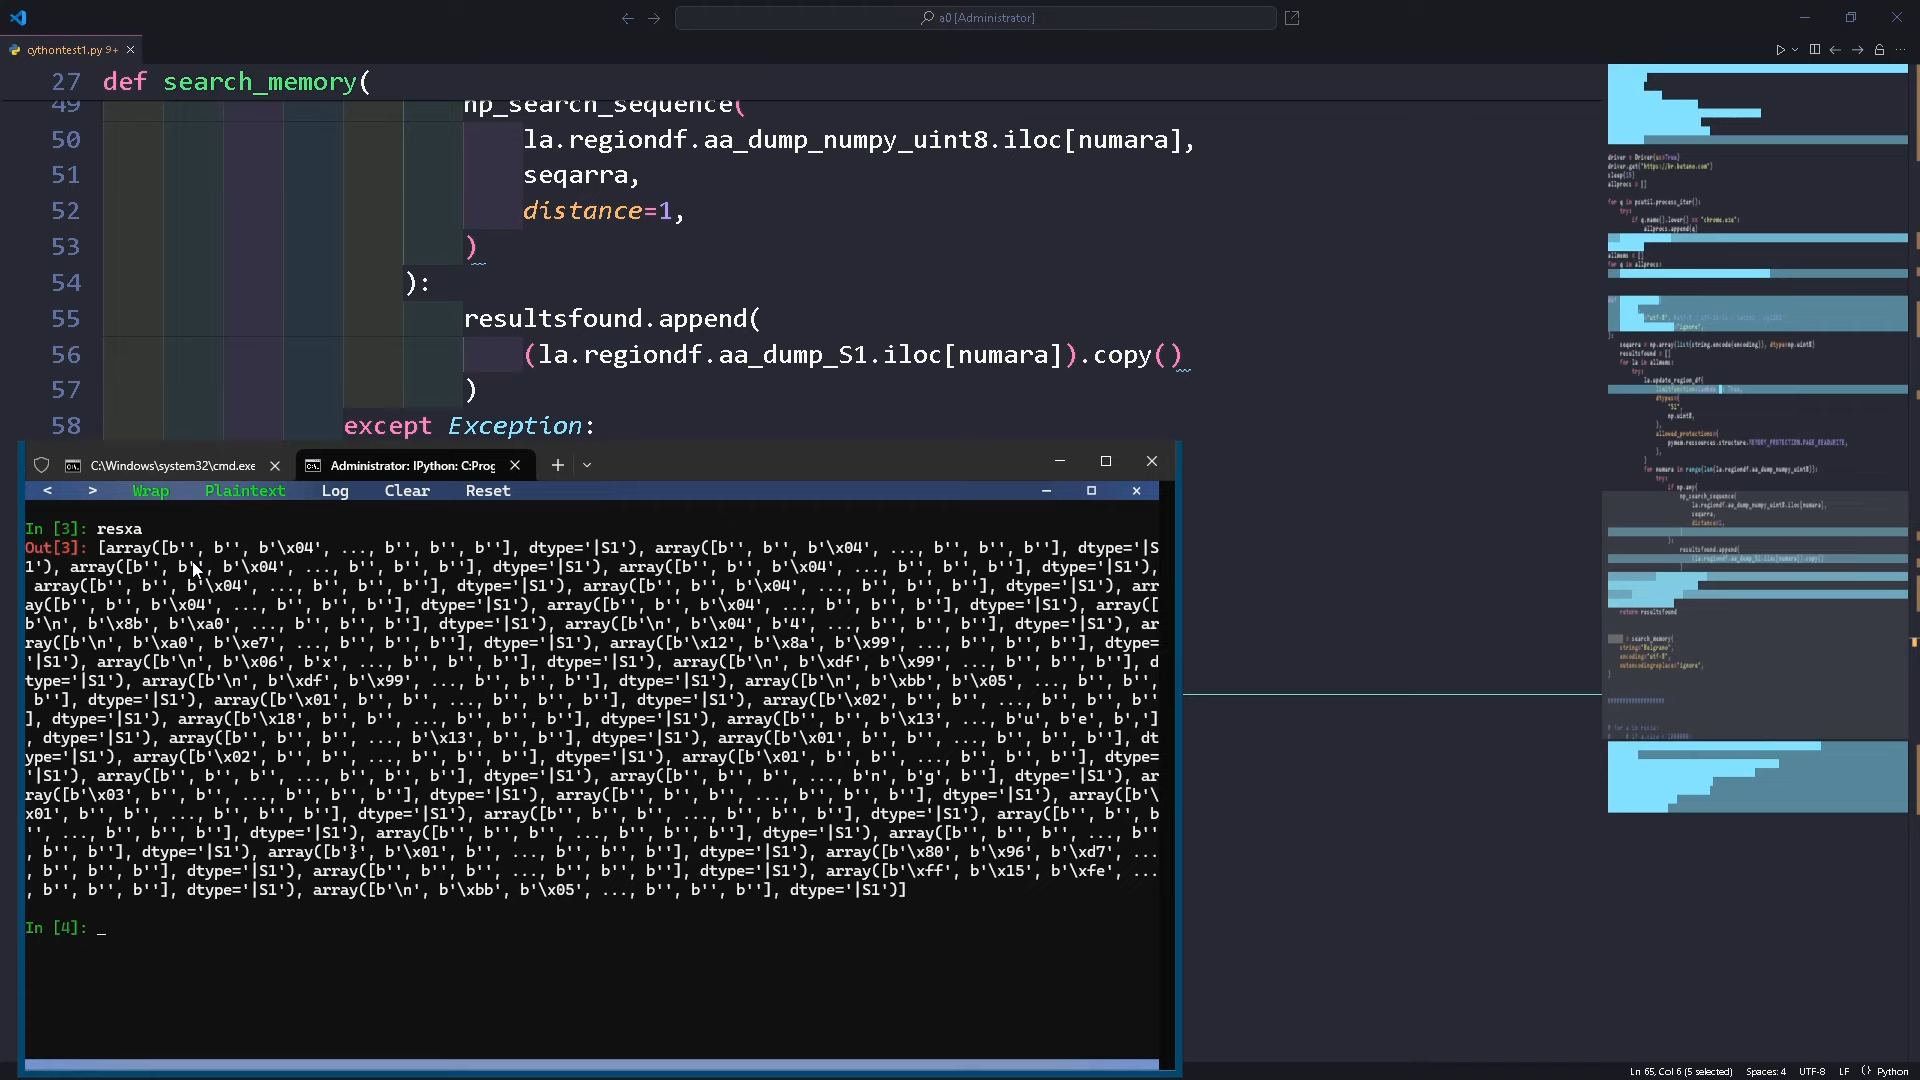 a0 [Administrator]
cythontest1.py 9+
27 def search_memory(
49 np_search_sequence(
50 la.regiondf.aa_dump_numpy_uint8.iloc[numara],
51 seqarra,
52 distance=1,
53 )
54 ):
55 resultsfound.append(
56 (la.regiondf.aa_dump_S1.iloc[numara]).copy()
57 )
58 except Exception:
C:\Windows\system32\cmd.exe
Administrator: IPython: C:Prog
< > Wrap Plaintext Log Clear Reset
In [3]: resxa
Out[3]: [array([b'', b'', b'\x04', ..., b'', b'', b''], dtype='|S1'), array([b'', b'', b'\x04', ..., b'', b'', b''], dtype='|S
1'), array([b'', b'', b'\x04', ..., b'', b'', b''], dtype='|S1'), array([b'', b'', b'\x04', ..., b'', b'', b''], dtype='|S1'),
array([b'', b'', b'\x04', ..., b'', b'', b''], dtype='|S1'), array([b'', b'', b'\x04', ..., b'', b'', b''], dtype='|S1'), arr
ay([b'', b'', b'\x04', ..., b'', b'', b''], dtype='|S1'), array([b'', b'', b'\x04', ..., b'', b'', b''], dtype='|S1'), array([
b'\n', b'\x8b', b'\xa0', ..., b'', b'', b''], dtype='|S1'), array([b'\n', b'\x04', b'4', ..., b'', b'', b''], dtype='|S1'), ar
ray([b'\n', b'\xa0', b'\xe7', ..., b'', b'', b''], dtype='|S1'), array([b'\x12', b'\x8a', b'\x99', ..., b'', b'', b''], dtype=
'|S1'), array([b'\n', b'\x06', b'x', ..., b'', b'', b''], dtype='|S1'), array([b'\n', b'\xdf', b'\x99', ..., b'', b'', b''], d
type='|S1'), array([b'\n', b'\xdf', b'\x99', ..., b'', b'', b''], dtype='|S1'), array([b'\n', b'\xbb', b'\x05', ..., b'', b'',
b''], dtype='|S1'), array([b'\x01', b'', b'', ..., b'', b'', b''], dtype='|S1'), array([b'\x02', b'', b'', ..., b'', b'', b''
], dtype='|S1'), array([b'\x18', b'', b'', ..., b'', b'', b''], dtype='|S1'), array([b'', b'', b'\x13', ..., b'u', b'e', b',']
, dtype='|S1'), array([b'', b'', b'', ..., b'\x13', b'', b''], dtype='|S1'), array([b'\x01', b'', b'', ..., b'', b'', b''], dt
ype='|S1'), array([b'\x02', b'', b'', ..., b'', b'', b''], dtype='|S1'), array([b'\x01', b'', b'', ..., b'', b'', b''], dtype=
'|S1'), array([b'', b'', b'', ..., b'', b'', b''], dtype='|S1'), array([b'', b'', b'', ..., b'n', b'g', b''], dtype='|S1'), ar
ray([b'\x03', b'', b'', ..., b'', b'', b''], dtype='|S1'), array([b'', b'', b'', ..., b'', b'', b''], dtype='|S1'), array([b'\
x01', b'', b'', ..., b'', b'', b''], dtype='|S1'), array([b'', b'', b'', ..., b'', b'', b''], dtype='|S1'), array([b'', b'', b
'', ..., b'', b'', b''], dtype='|S1'), array([b'', b'', b'', ..., b'', b'', b''], dtype='|S1'), array([b'', b'', b'', ..., b''
, b'', b''], dtype='|S1'), array([b'}', b'\x01', b'', ..., b'', b'', b''], dtype='|S1'), array([b'\x80', b'\x96', b'\xd7', ...
, b'', b'', b''], dtype='|S1'), array([b'', b'', b'', ..., b'', b'', b''], dtype='|S1'), array([b'\xff', b'\x15', b'\xfe', ...
, b'', b'', b''], dtype='|S1'), array([b'\n', b'\xbb', b'\x05', ..., b'', b'', b''], dtype='|S1')]
In [4]: _
Ln 65, Col 6 (5 selected) Spaces: 4 UTF-8 LF Python